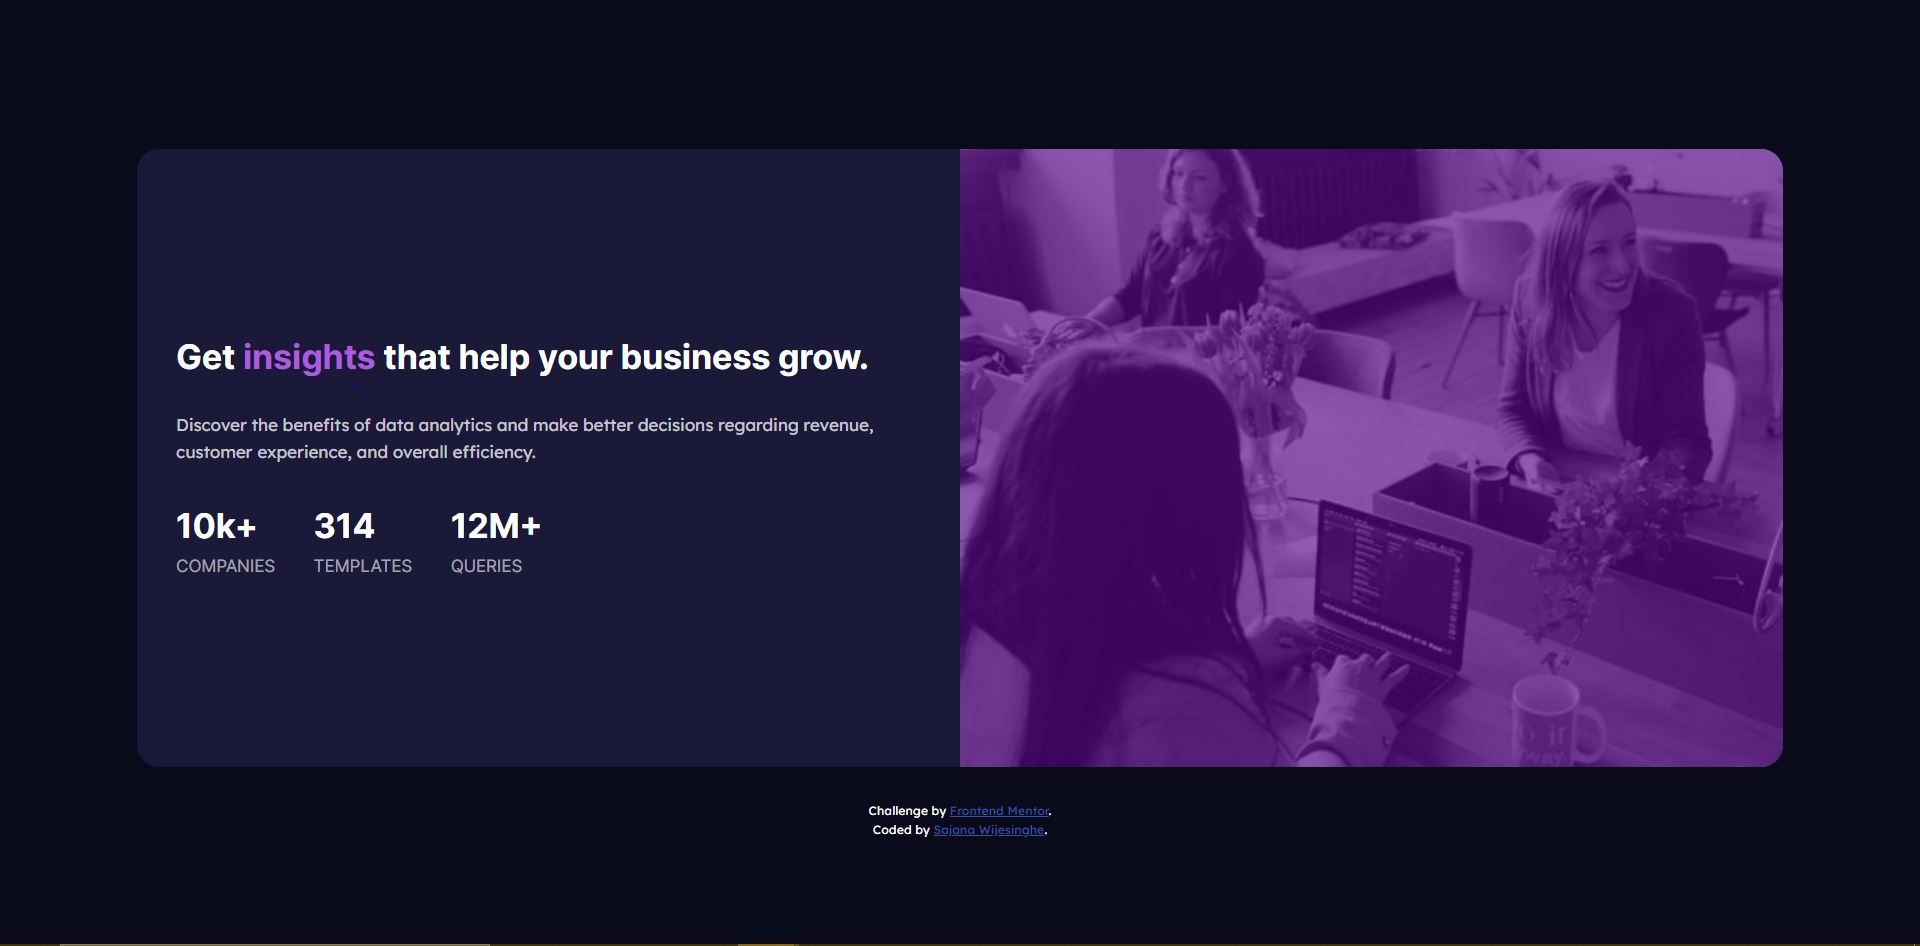 Get insights that help your business grow.
Discover the benefits of data analytics and make better decisions regarding revenue,
customer experience, and overall efficiency.
10k+ 314 12M+
COMPANIES TEMPLATES QUERIES
way.
Challenge by Frontend Mentor.
Coded by Sajana Wijesinghe.